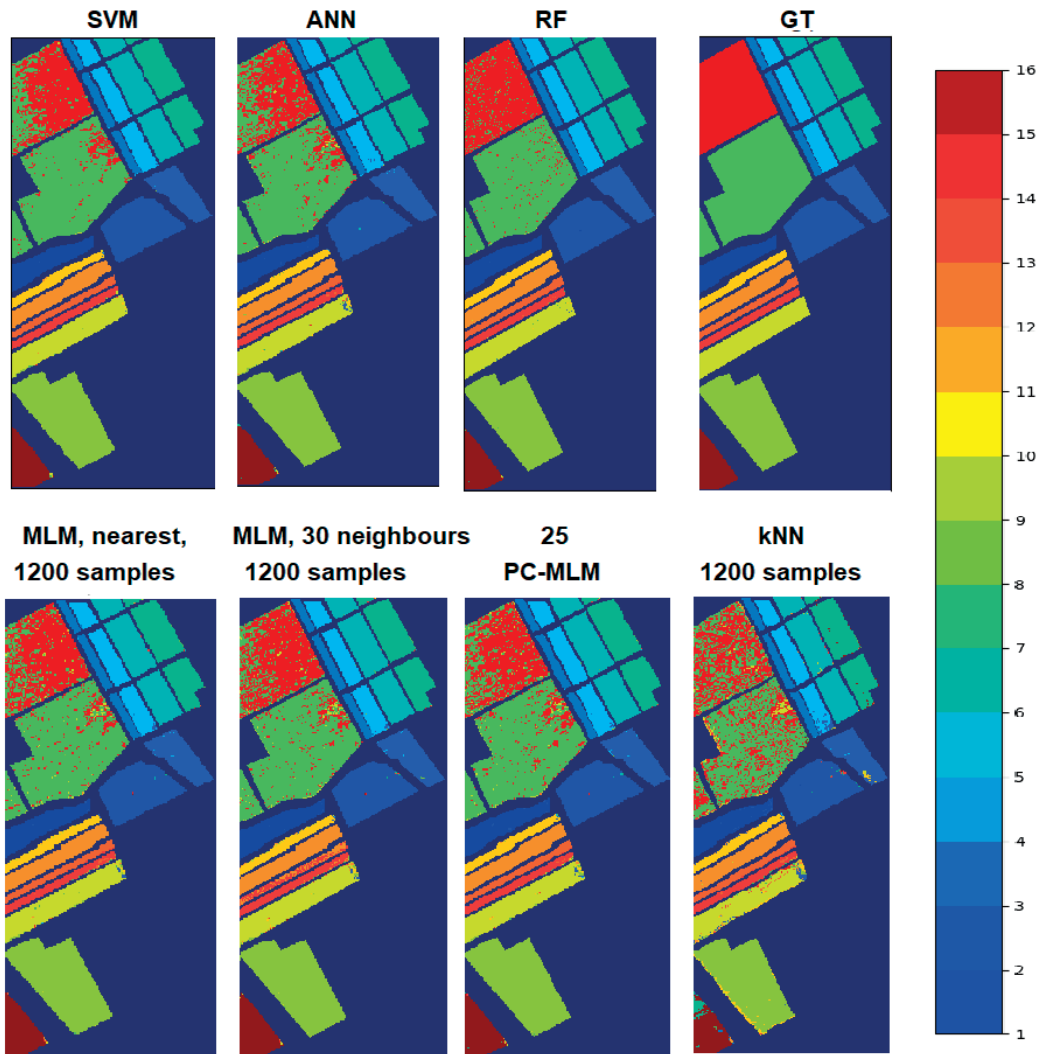 SVM
ANN
RF
GT
MLM, nearest,
1200 samples
MLM, 30 neighbours
1200 samples
25
PC-MLM
kNN
1200 samples
16
15
14
13
12
11
10
9
8
7
6
5
4
3
2
1